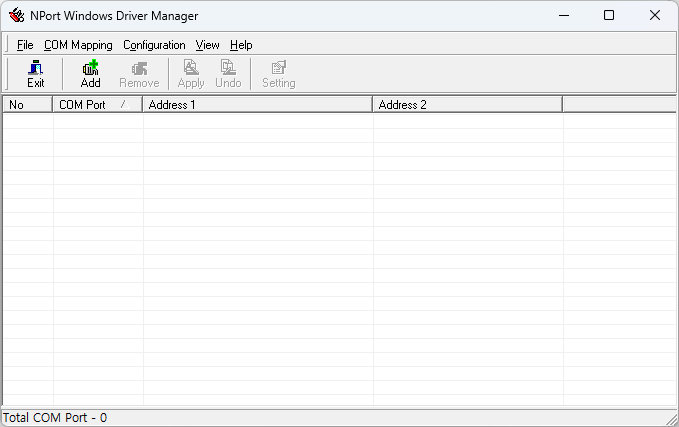 NPort Windows Driver Manager
File COM Mapping Configuration View Help
Exit Add Remove Apply Undo Setting
No COM Port Address 1 Address 2
Total COM Port - 0